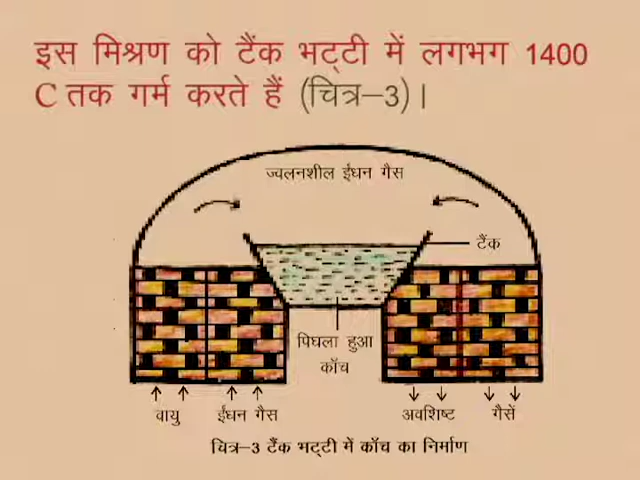 इस मिश्रण को टैंक भट्टी में लगभग 1400
C तक गर्म करते हैं (चित्र-3)।
ज्वलनशील ईंधन गैस
टैंक
पिघला हुआ
काँच
वायु ईंधन गैस अवशिष्ट गैसें
चित्र-3 टैंक भट्टी में काँच का निर्माण